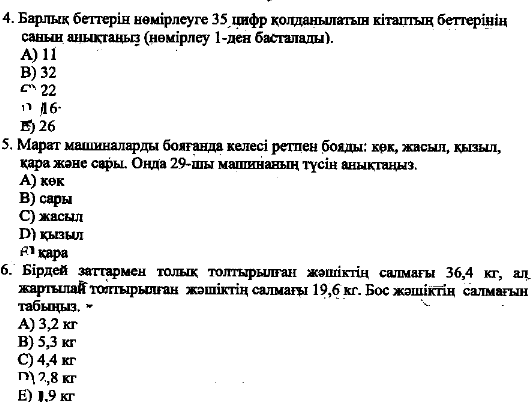 4. Барлық беттерін нөмірлеуге 35 цифр қолданылатын кітаптың беттерінің
санын анықтаңыз (нөмірлеу 1-ден басталады).
A) 11
B) 32
C) 22
D) 16
E) 26
5. Марат машиналарды бояғанда келесі ретпен бояды: көк, жасыл, қызыл,
қара және сары. Онда 29-шы машинаның түсін анықтаңыз.
A) көк
B) сары
C) жасыл
D) қызыл
E) қара
6. Бірдей заттармен толық толтырылған жәшіктің салмағы 36,4 кг, ал
жартылай толтырылған жәшіктің салмағы 19,6 кг. Бос жәшіктің салмағын
табыңыз.
A) 3,2 кг
B) 5,3 кг
C) 4,4 кг
D) 2,8 кг
E) 1,9 кг